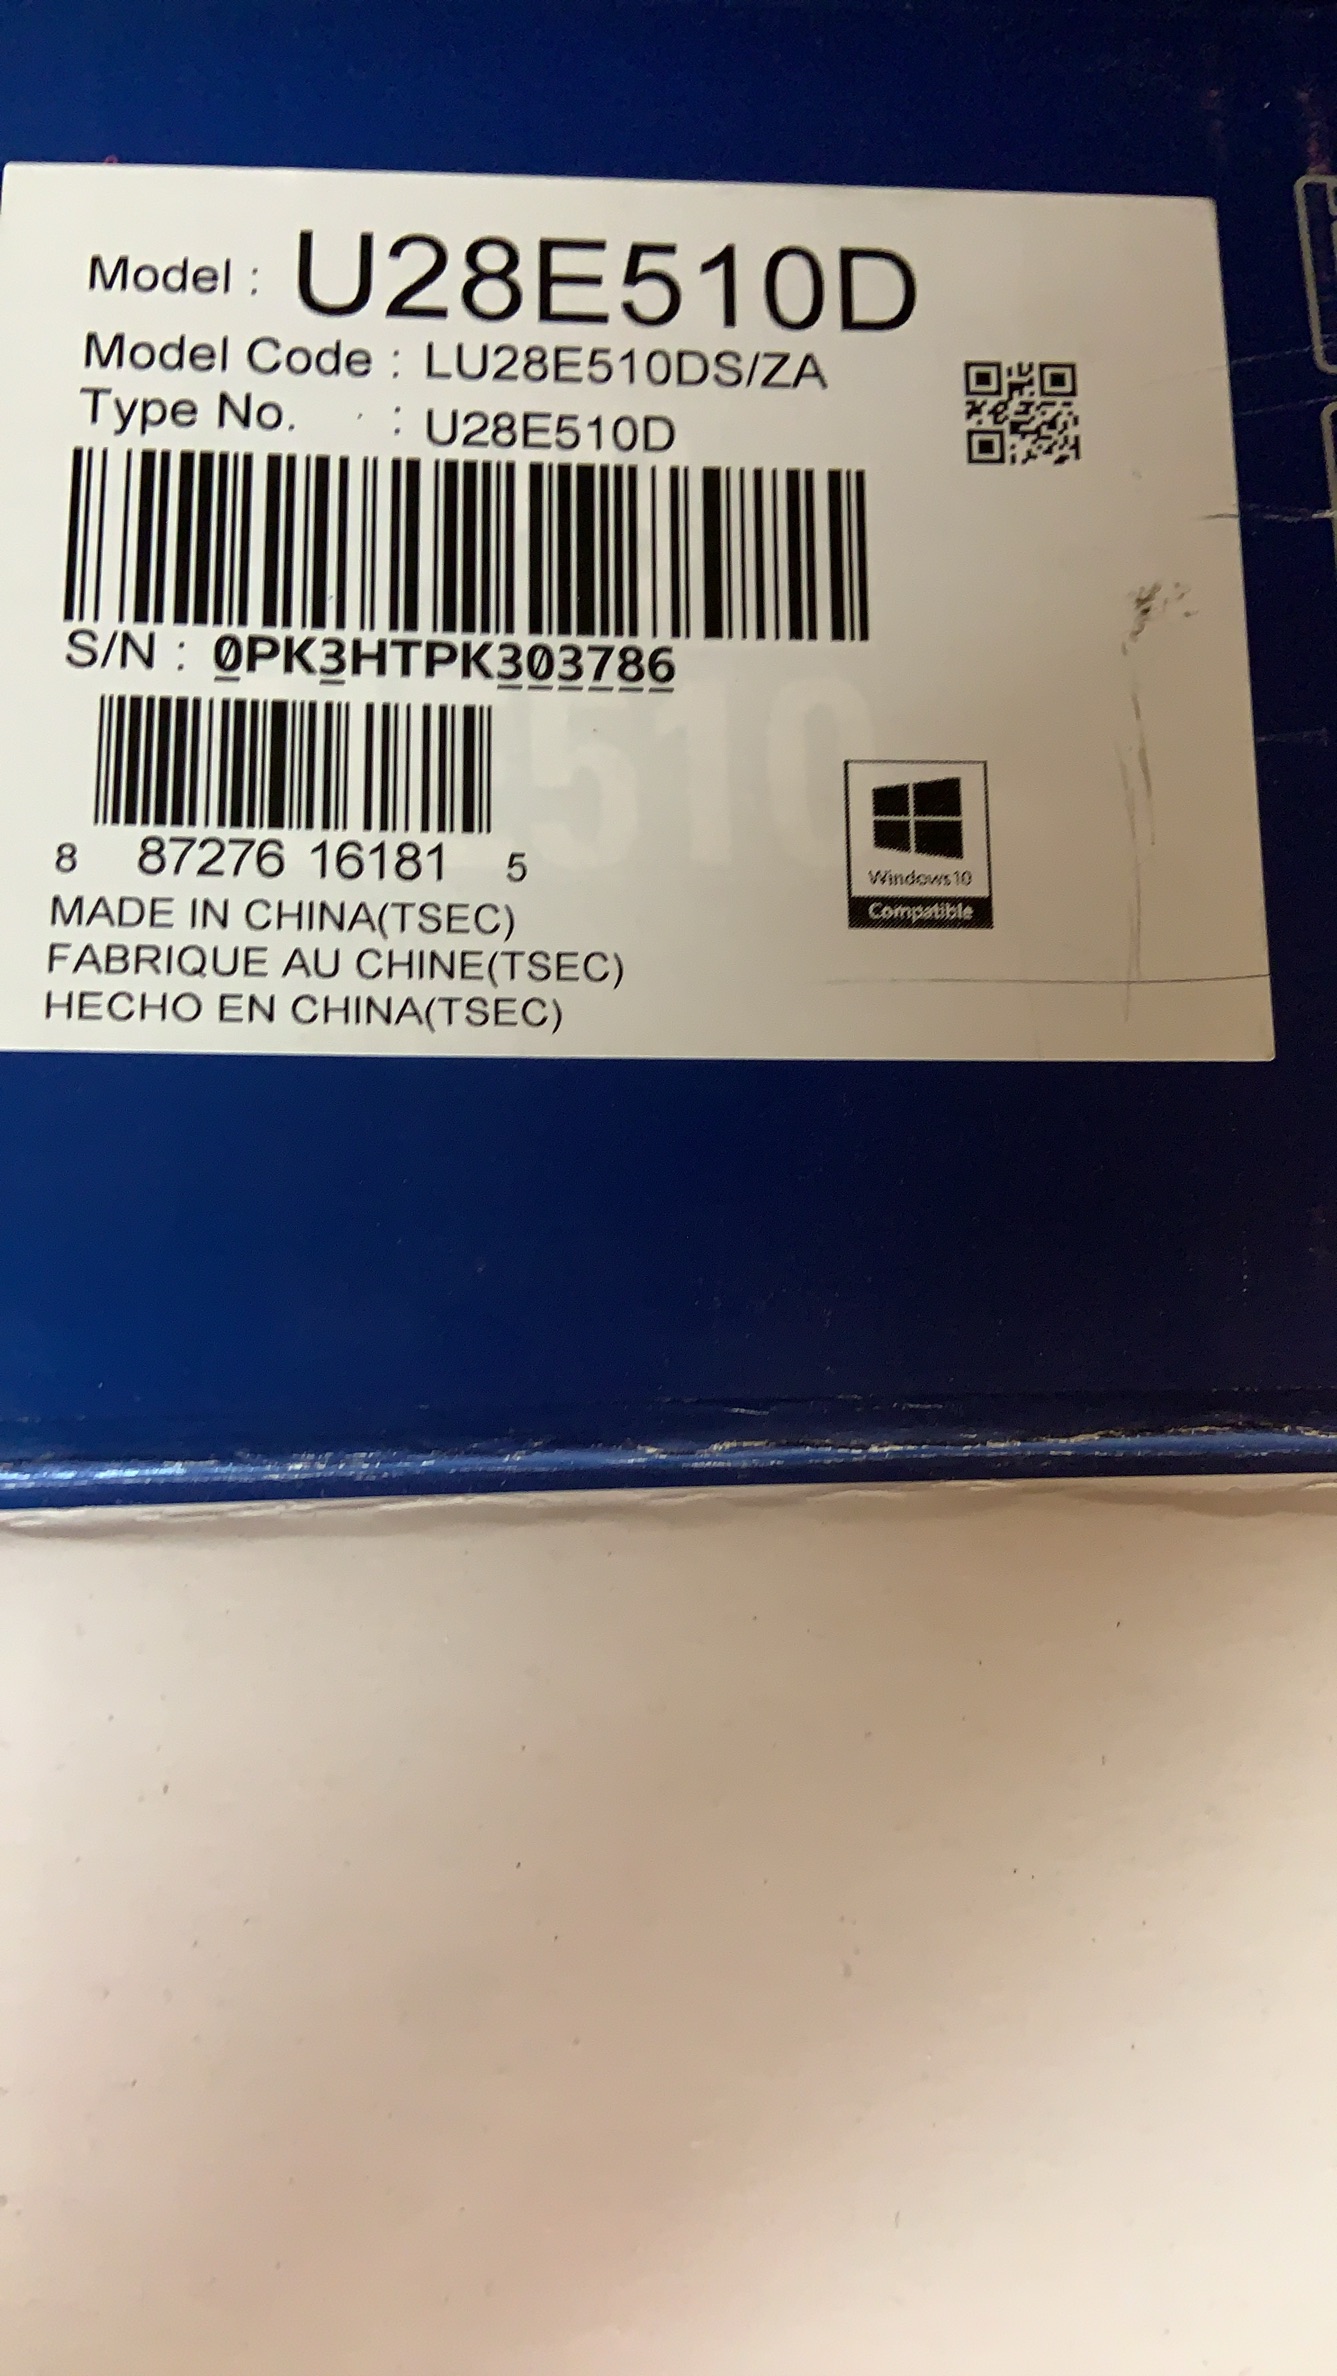 Model : U28E510D
Model Code : LU28E510DS/ZA
Type No. : U28E510D
S/N : 0PK3HTPK303786
8 87276 16181 5
MADE IN CHINA(TSEC)
FABRIQUE AU CHINE(TSEC)
HECHO EN CHINA(TSEC)
Windows10
Compatible
510